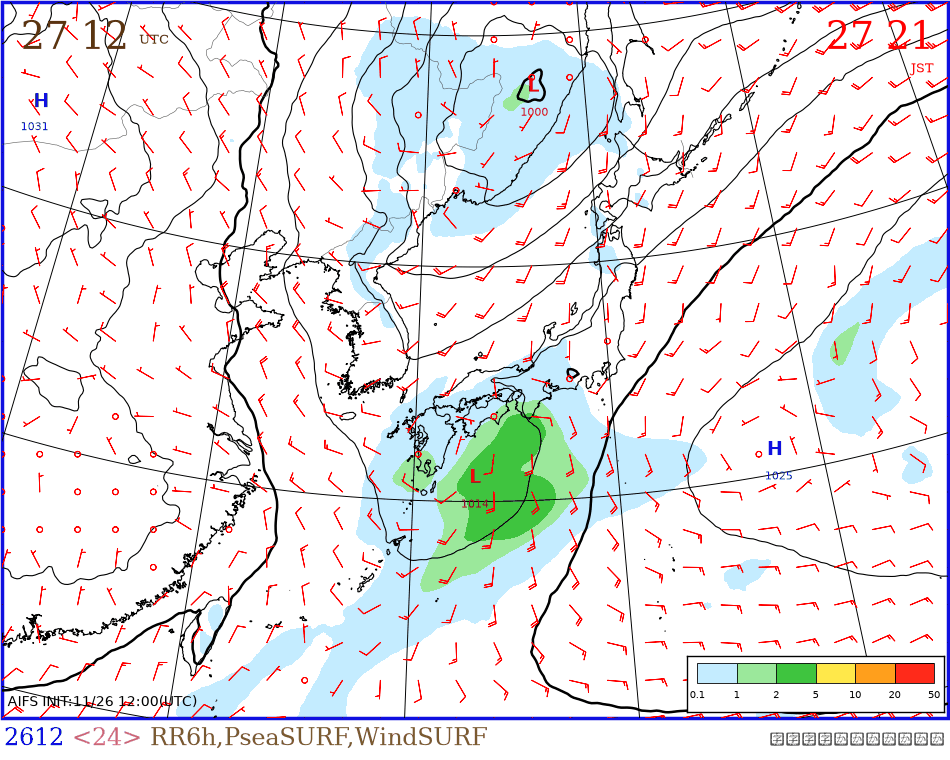 27 12 UTC
27 21
JST
H
1031
L
1000
H
1025
L
1014
0.1 1 2 5 10 20 50
AIFS INIT:11/26 12:00(UTC)
2612 <24> RR6h,PseaSURF,WindSURF